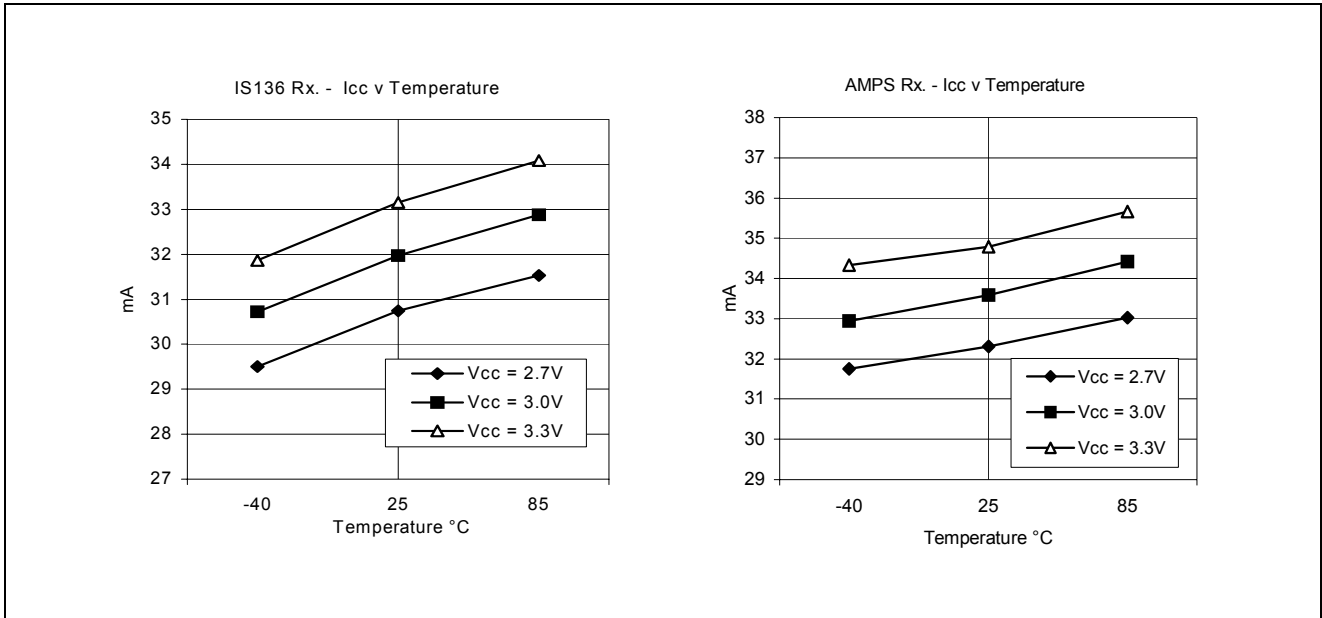 IS136 Rx. - Icc v Temperature
35
34
33
32
31
30
29
28
27
mA
Vcc = 2.7V
Vcc = 3.0V
Vcc = 3.3V
-40 25 85
Temperature °C
AMPS Rx. - Icc v Temperature
38
37
36
35
34
33
32
31
30
29
mA
Vcc = 2.7V
Vcc = 3.0V
Vcc = 3.3V
-40 25 85
Temperature °C